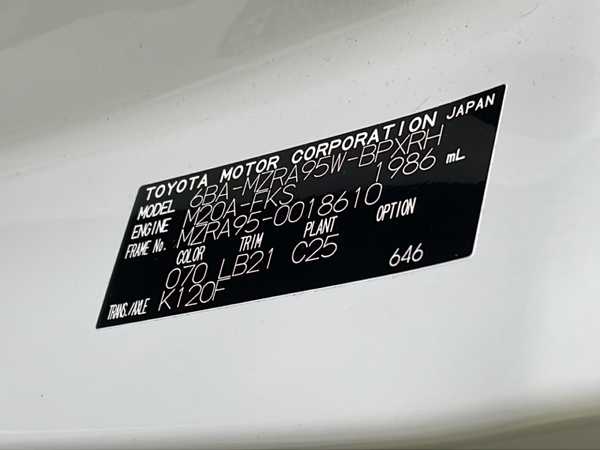 TOYOTA MOTOR CORPORATION JAPAN
MODEL 6BA-MZRA95W-BPXRH
ENGINE M20A-FKS 1986 mL
FRAME No. MZRA95-0018610
COLOR TRIM PLANT OPTION
070 LB21 C25 646
TRANS./AXLE K120F